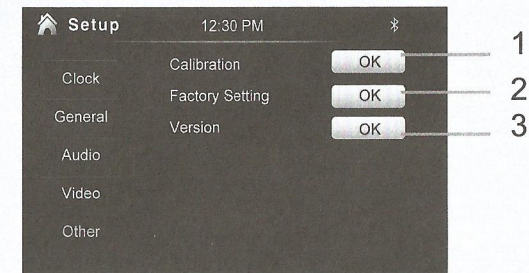 Setup 12:30 PM
Calibration OK 1
Clock
Factory Setting OK 2
General
Version OK 3
Audio
Video
Other